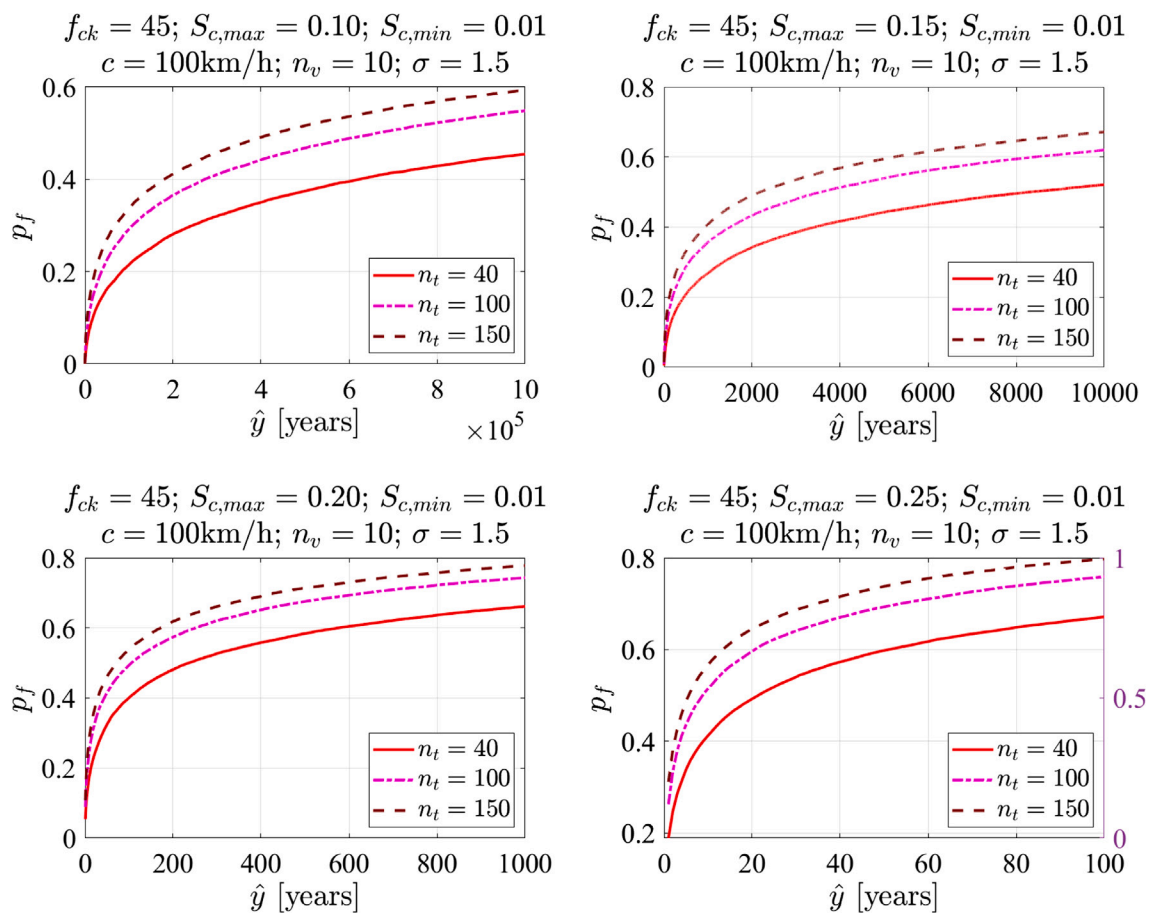 f_ck = 45; S_c,max = 0.10; S_c,min = 0.01
c = 100km/h; n_v = 10; σ = 1.5
0.6
0.4
0.2
0
p_f
n_t = 40
n_t = 100
n_t = 150
0 2 4 6 8 10
ŷ [years]
×10^5
f_ck = 45; S_c,max = 0.15; S_c,min = 0.01
c = 100km/h; n_v = 10; σ = 1.5
0.8
0.6
0.4
0.2
0
p_f
n_t = 40
n_t = 100
n_t = 150
0 2000 4000 6000 8000 10000
ŷ [years]
f_ck = 45; S_c,max = 0.20; S_c,min = 0.01
c = 100km/h; n_v = 10; σ = 1.5
0.8
0.6
0.4
0.2
0
p_f
n_t = 40
n_t = 100
n_t = 150
0 200 400 600 800 1000
ŷ [years]
f_ck = 45; S_c,max = 0.25; S_c,min = 0.01
c = 100km/h; n_v = 10; σ = 1.5
0.8
0.6
0.4
0.2
p_f
1
0.5
0
n_t = 40
n_t = 100
n_t = 150
0 20 40 60 80 100
ŷ [years]